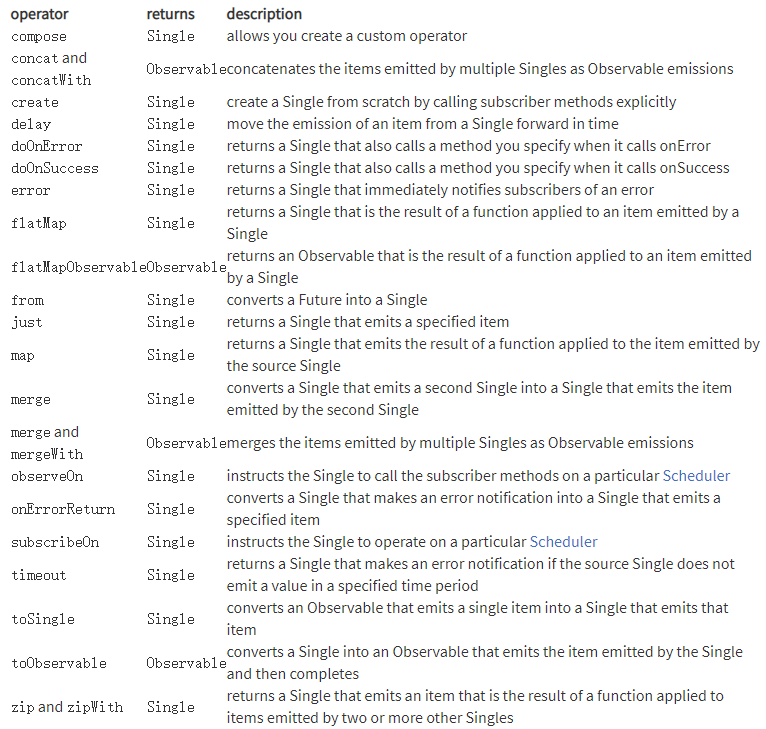 operator returns description
compose Single allows you create a custom operator
concat and
concatWith Observable concatenates the items emitted by multiple Singles as Observable emissions
create Single create a Single from scratch by calling subscriber methods explicitly
delay Single move the emission of an item from a Single forward in time
doOnError Single returns a Single that also calls a method you specify when it calls onError
doOnSuccess Single returns a Single that also calls a method you specify when it calls onSuccess
error Single returns a Single that immediately notifies subscribers of an error
flatMap Single returns a Single that is the result of a function applied to an item emitted by a
Single
flatMapObservable Observable returns an Observable that is the result of a function applied to an item emitted
by a Single
from Single converts a Future into a Single
just Single returns a Single that emits a specified item
map Single returns a Single that emits the result of a function applied to the item emitted by
the source Single
merge Single converts a Single that emits a second Single into a Single that emits the item
emitted by the second Single
merge and
mergeWith Observable merges the items emitted by multiple Singles as Observable emissions
observeOn Single instructs the Single to call the subscriber methods on a particular Scheduler
onErrorReturn Single converts a Single that makes an error notification into a Single that emits a
specified item
subscribeOn Single instructs the Single to operate on a particular Scheduler
timeout Single returns a Single that makes an error notification if the source Single does not
emit a value in a specified time period
toSingle Single converts an Observable that emits a single item into a Single that emits that
item
toObservable Observable converts a Single into an Observable that emits the item emitted by the Single
and then completes
zip and zipWith Single returns a Single that emits an item that is the result of a function applied to
items emitted by two or more other Singles